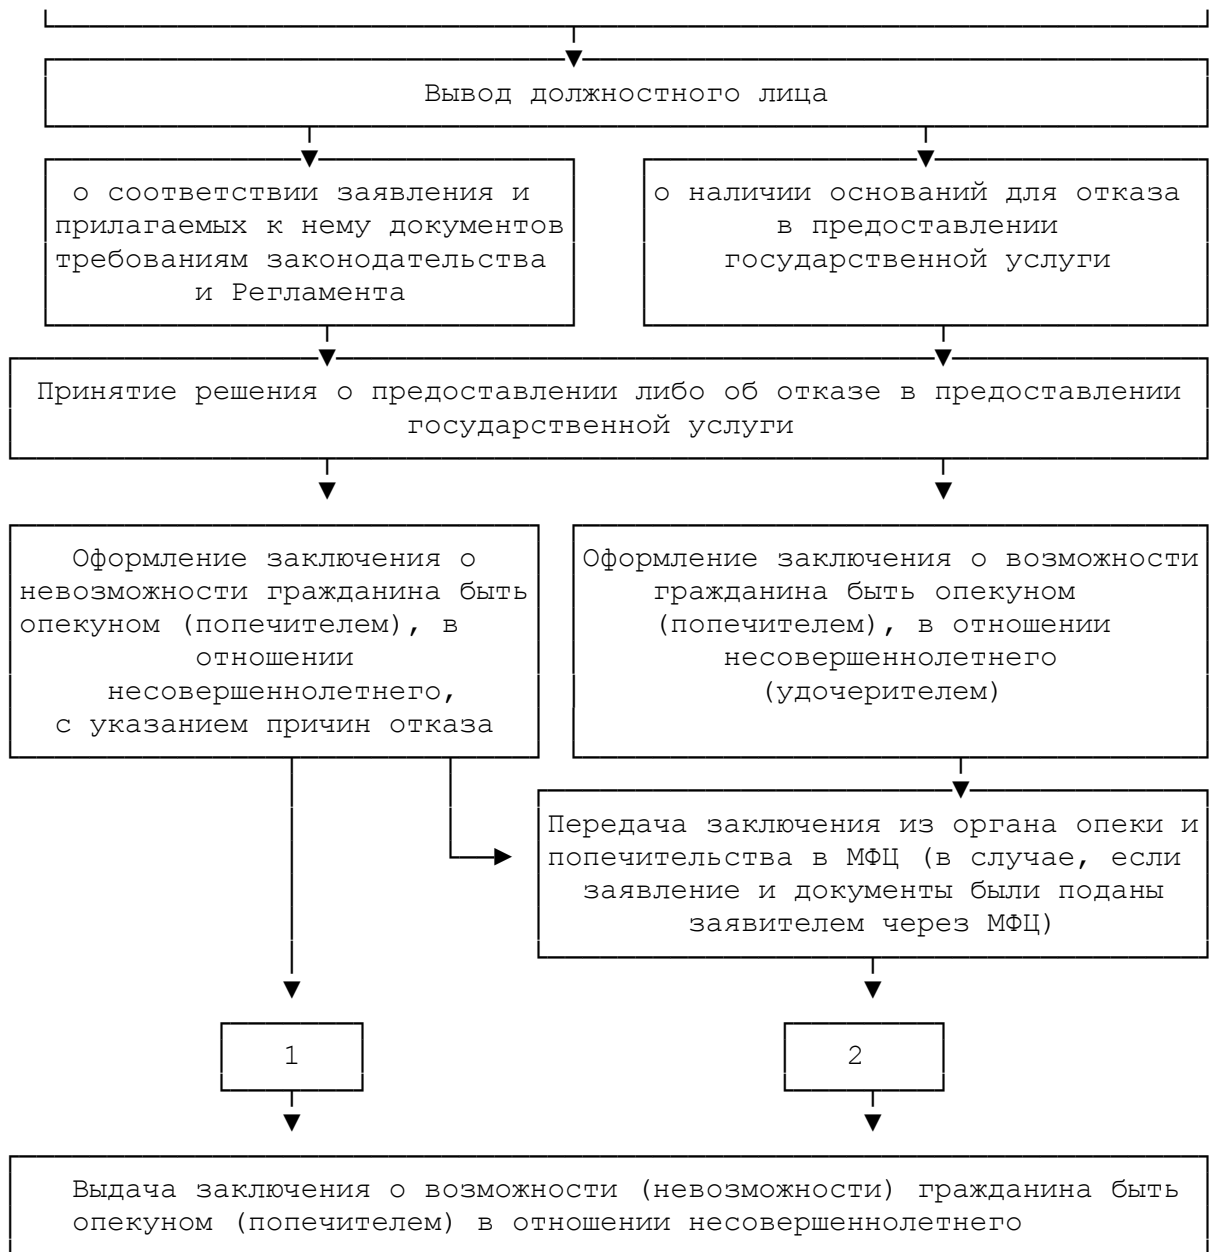 Вывод должностного лица
о соответствии заявления и
прилагаемых к нему документов
требованиям законодательства
и Регламента
о наличии оснований для отказа
в предоставлении
государственной услуги
Принятие решения о предоставлении либо об отказе в предоставлении
государственной услуги
Оформление заключения о
невозможности гражданина быть
опекуном (попечителем), в
отношении
несовершеннолетнего,
с указанием причин отказа
Оформление заключения о возможности
гражданина быть опекуном
(попечителем), в отношении
несовершеннолетнего
(удочерителем)
Передача заключения из органа опеки и
попечительства в МФЦ (в случае, если
заявление и документы были поданы
заявителем через МФЦ)
1
2
Выдача заключения о возможности (невозможности) гражданина быть
опекуном (попечителем) в отношении несовершеннолетнего